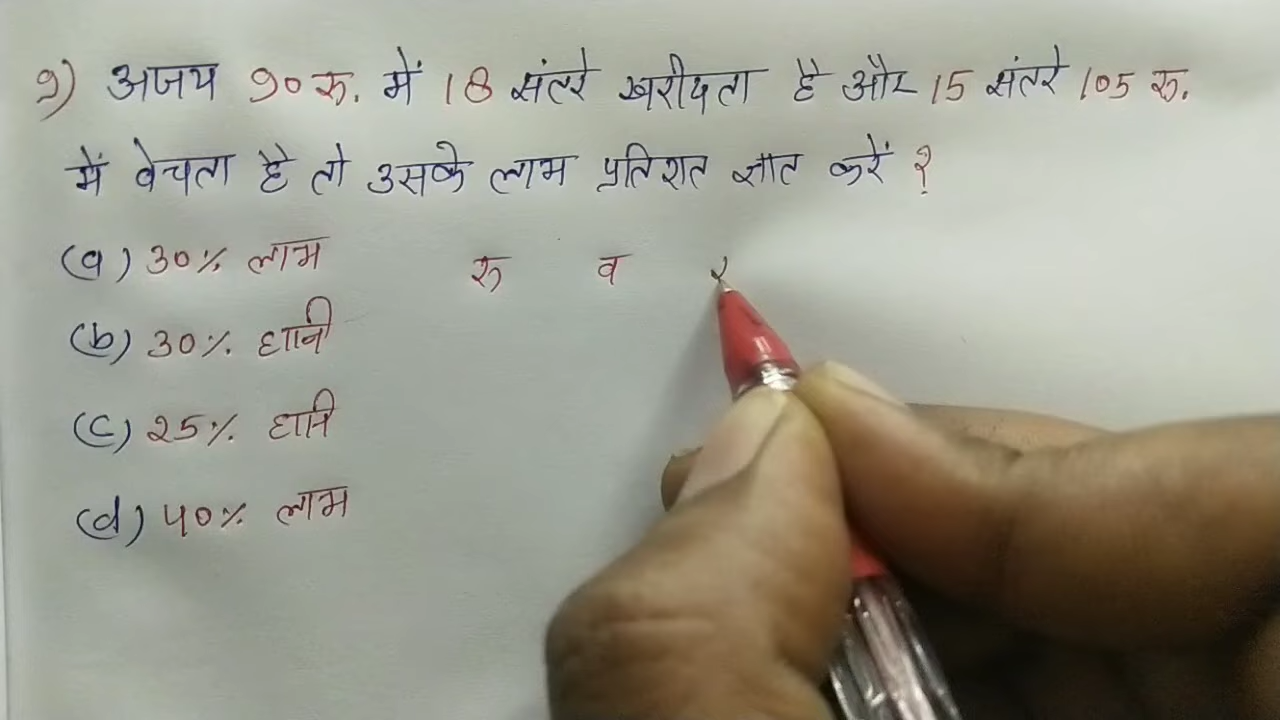 9) अजय 90 रु. में 18 संतरे खरीदता है और 15 संतरे 105 रु.
में बेचता है तो उसके लाभ प्रतिशत ज्ञात करें ?
(a) 30% लाभ
रु व
(b) 30% हानि
(c) 25% हानि
(d) 40% लाभ